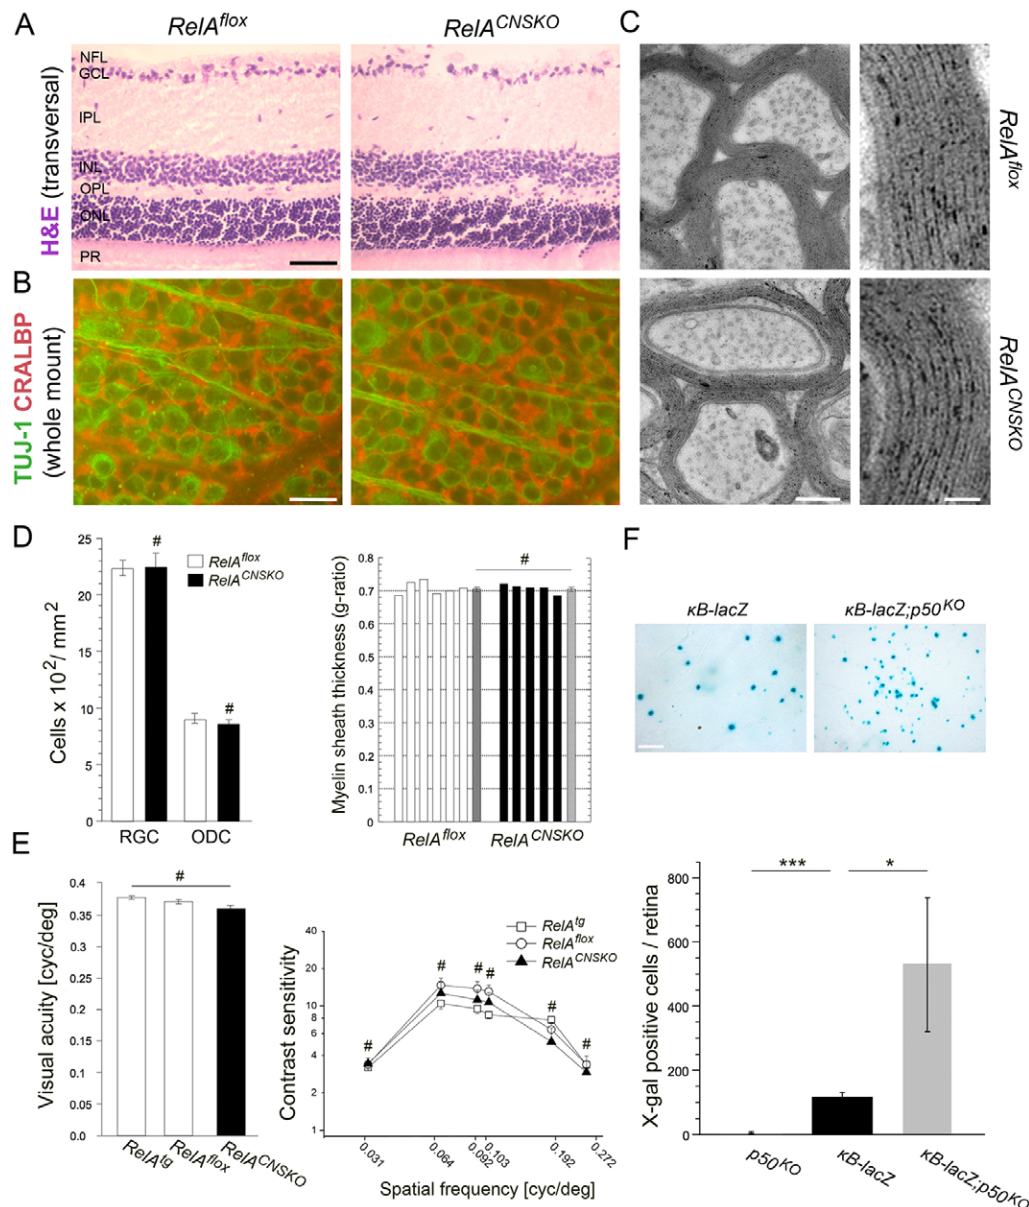 A
RelA^flox
RelA^CNSKO
C
H&E (transversal)
NFL
GCL
IPL
INL
OPL
ONL
PR
RelA^flox
B
TUJ-1 CRALBP
(whole mount)
RelA^CNSKO
D
25
20
15
10
5
0
Cells x 10^2 / mm^2
#
#
RelA^flox
RelA^CNSKO
RGC
ODC
0.8
0.7
0.6
0.5
0.4
0.3
0.2
0.1
0
Myelin sheath thickness (g-ratio)
#
RelA^flox
RelA^CNSKO
F
κB-lacZ
κB-lacZ;p50^KO
E
0.4
0.35
0.3
0.25
0.20
0.15
0.10
0.05
0.0
Visual acuity [cyc/deg]
#
RelA^tg
RelA^flox
RelA^CNSKO
40
20
10
8
6
4
2
1
Contrast sensitivity
RelA^tg
RelA^flox
RelA^CNSKO
#
#
#
#
#
#
0.031
0.064
0.092
0.103
0.192
0.272
Spatial frequency [cyc/deg]
800
600
400
200
0
X-gal positive cells / retina
***
*
p50^KO
κB-lacZ
κB-lacZ;p50^KO